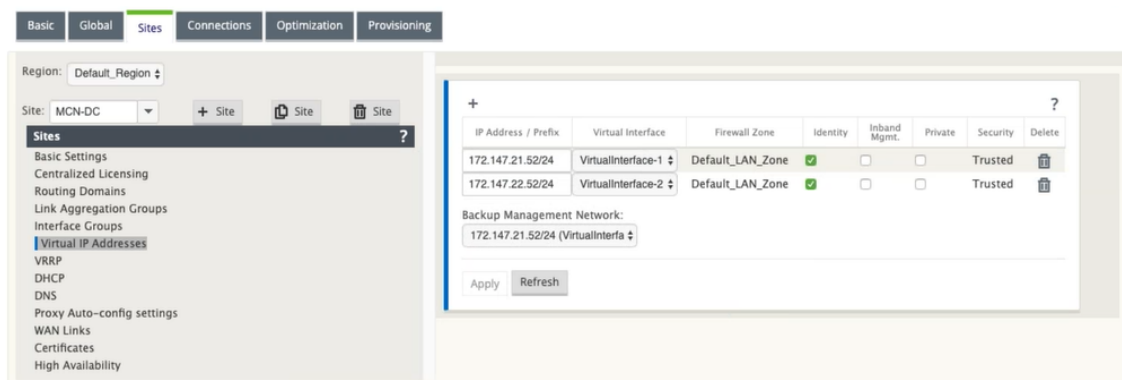 Basic Global Sites Connections Optimization Provisioning
Region: Default_Region
Site: MCN-DC + Site Site Site
Sites ?
Basic Settings
Centralized Licensing
Routing Domains
Link Aggregation Groups
Interface Groups
Virtual IP Addresses
VRRP
DHCP
DNS
Proxy Auto-config settings
WAN Links
Certificates
High Availability
+ ?
IP Address / Prefix Virtual Interface Firewall Zone Identity Inband Mgmt. Private Security Delete
172.147.21.52/24 VirtualInterface-1 Default_LAN_Zone Trusted
172.147.22.52/24 VirtualInterface-2 Default_LAN_Zone Trusted
Backup Management Network:
172.147.21.52/24 (VirtualInterfa
Apply Refresh